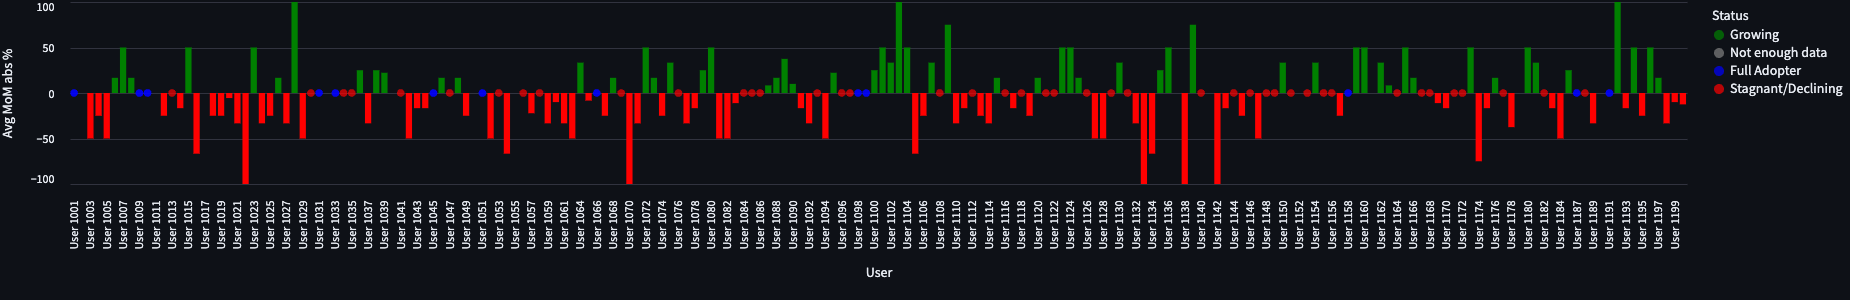 Avg MoM abs %
100
50
0
−50
−100
User 1001
User 1003
User 1005
User 1007
User 1009
User 1011
User 1013
User 1015
User 1017
User 1019
User 1021
User 1023
User 1025
User 1027
User 1029
User 1031
User 1033
User 1035
User 1037
User 1039
User 1041
User 1043
User 1045
User 1047
User 1049
User 1051
User 1053
User 1055
User 1057
User 1059
User 1061
User 1064
User 1066
User 1068
User 1070
User 1072
User 1074
User 1076
User 1078
User 1080
User 1082
User 1084
User 1086
User 1088
User 1090
User 1092
User 1094
User 1096
User 1098
User 1100
User 1102
User 1104
User 1106
User 1108
User 1110
User 1112
User 1114
User 1116
User 1118
User 1120
User 1122
User 1124
User 1126
User 1128
User 1130
User 1132
User 1134
User 1136
User 1138
User 1140
User 1142
User 1144
User 1146
User 1148
User 1150
User 1152
User 1154
User 1156
User 1158
User 1160
User 1162
User 1164
User 1166
User 1168
User 1170
User 1172
User 1174
User 1176
User 1178
User 1180
User 1182
User 1184
User 1187
User 1189
User 1191
User 1193
User 1195
User 1197
User 1199
User
Status
Growing
Not enough data
Full Adopter
Stagnant/Declining